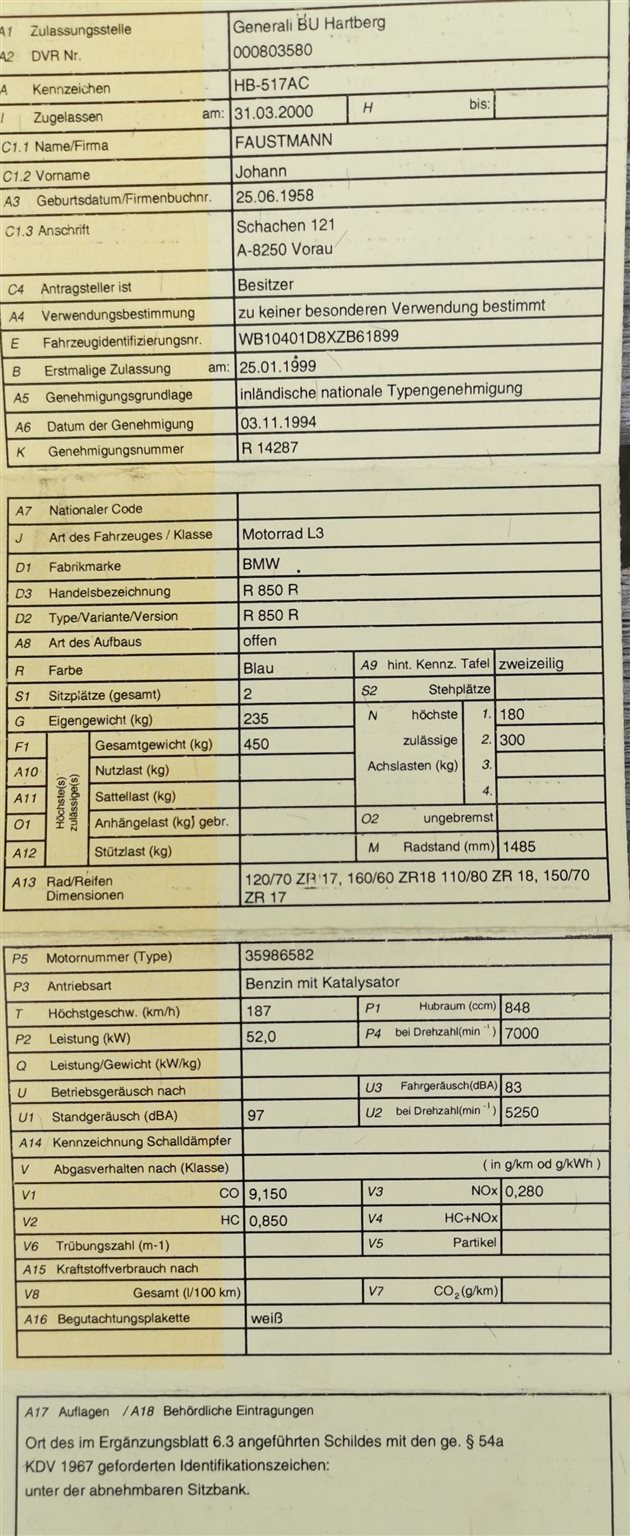 A1 Zulassungsstelle Generali BU Hartberg
A2 DVR Nr. 000803580
A Kennzeichen HB-517AC
I Zugelassen am: 31.03.2000 H bis:
C1.1 Name/Firma FAUSTMANN
C1.2 Vorname Johann
A3 Geburtsdatum/Firmenbuchnr. 25.06.1958
C1.3 Anschrift Schachen 121
A-8250 Vorau
C4 Antragsteller ist Besitzer
A4 Verwendungsbestimmung zu keiner besonderen Verwendung bestimmt
E Fahrzeugidentifizierungsnr. WB10401D8XZB61899
B Erstmalige Zulassung am: 25.01.1999
A5 Genehmigungsgrundlage inländische nationale Typengenehmigung
A6 Datum der Genehmigung 03.11.1994
K Genehmigungsnummer R 14287
A7 Nationaler Code
J Art des Fahrzeuges / Klasse Motorrad L3
D1 Fabrikmarke BMW
D3 Handelsbezeichnung R 850 R
D2 Type/Variante/Version R 850 R
A8 Art des Aufbaus offen
R Farbe Blau A9 hint. Kennz. Tafel zweizeilig
S1 Sitzplätze (gesamt) 2 S2 Stehplätze
G Eigengewicht (kg) 235 N höchste 1. 180
F1 Höchste(s) zulässige(s) Gesamtgewicht (kg) 450 zulässige 2. 300
A10 Nutzlast (kg) Achslasten (kg) 3.
A11 Sattellast (kg) 4.
O1 Anhängelast (kg) gebr. O2 ungebremst
A12 Stützlast (kg) M Radstand (mm) 1485
A13 Rad/Reifen 120/70 ZR 17, 160/60 ZR18 110/80 ZR 18, 150/70
Dimensionen ZR 17
P5 Motornummer (Type) 35986582
P3 Antriebsart Benzin mit Katalysator
T Höchstgeschw. (km/h) 187 P1 Hubraum (ccm) 848
P2 Leistung (kW) 52,0 P4 bei Drehzahl(min -1) 7000
Q Leistung/Gewicht (kW/kg)
U Betriebsgeräusch nach U3 Fahrgeräusch(dBA) 83
U1 Standgeräusch (dBA) 97 U2 bei Drehzahl(min -1) 5250
A14 Kennzeichnung Schalldämpfer
V Abgasverhalten nach (Klasse) ( in g/km od g/kWh )
V1 CO 9,150 V3 NOx 0,280
V2 HC 0,850 V4 HC+NOx
V6 Trübungszahl (m-1) V5 Partikel
A15 Kraftstoffverbrauch nach
V8 Gesamt (l/100 km) V7 CO2(g/km)
A16 Begutachtungsplakette weiß
A17 Auflagen / A18 Behördliche Eintragungen
Ort des im Ergänzungsblatt 6.3 angeführten Schildes mit den ge. § 54a
KDV 1967 geforderten Identifikationszeichen:
unter der abnehmbaren Sitzbank.